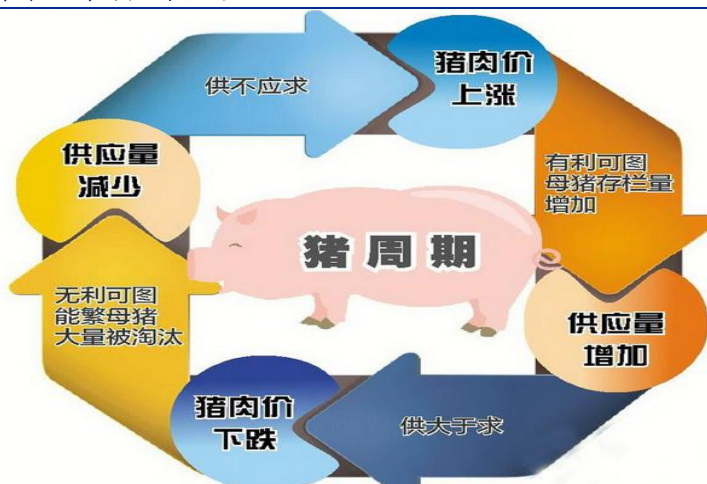 供不应求
猪肉价
上涨
有利可图
母猪存栏量
增加
供应量
增加
供大于求
猪肉价
下跌
无利可图
能繁母猪
大量被淘汰
供应量
减少
猪周期